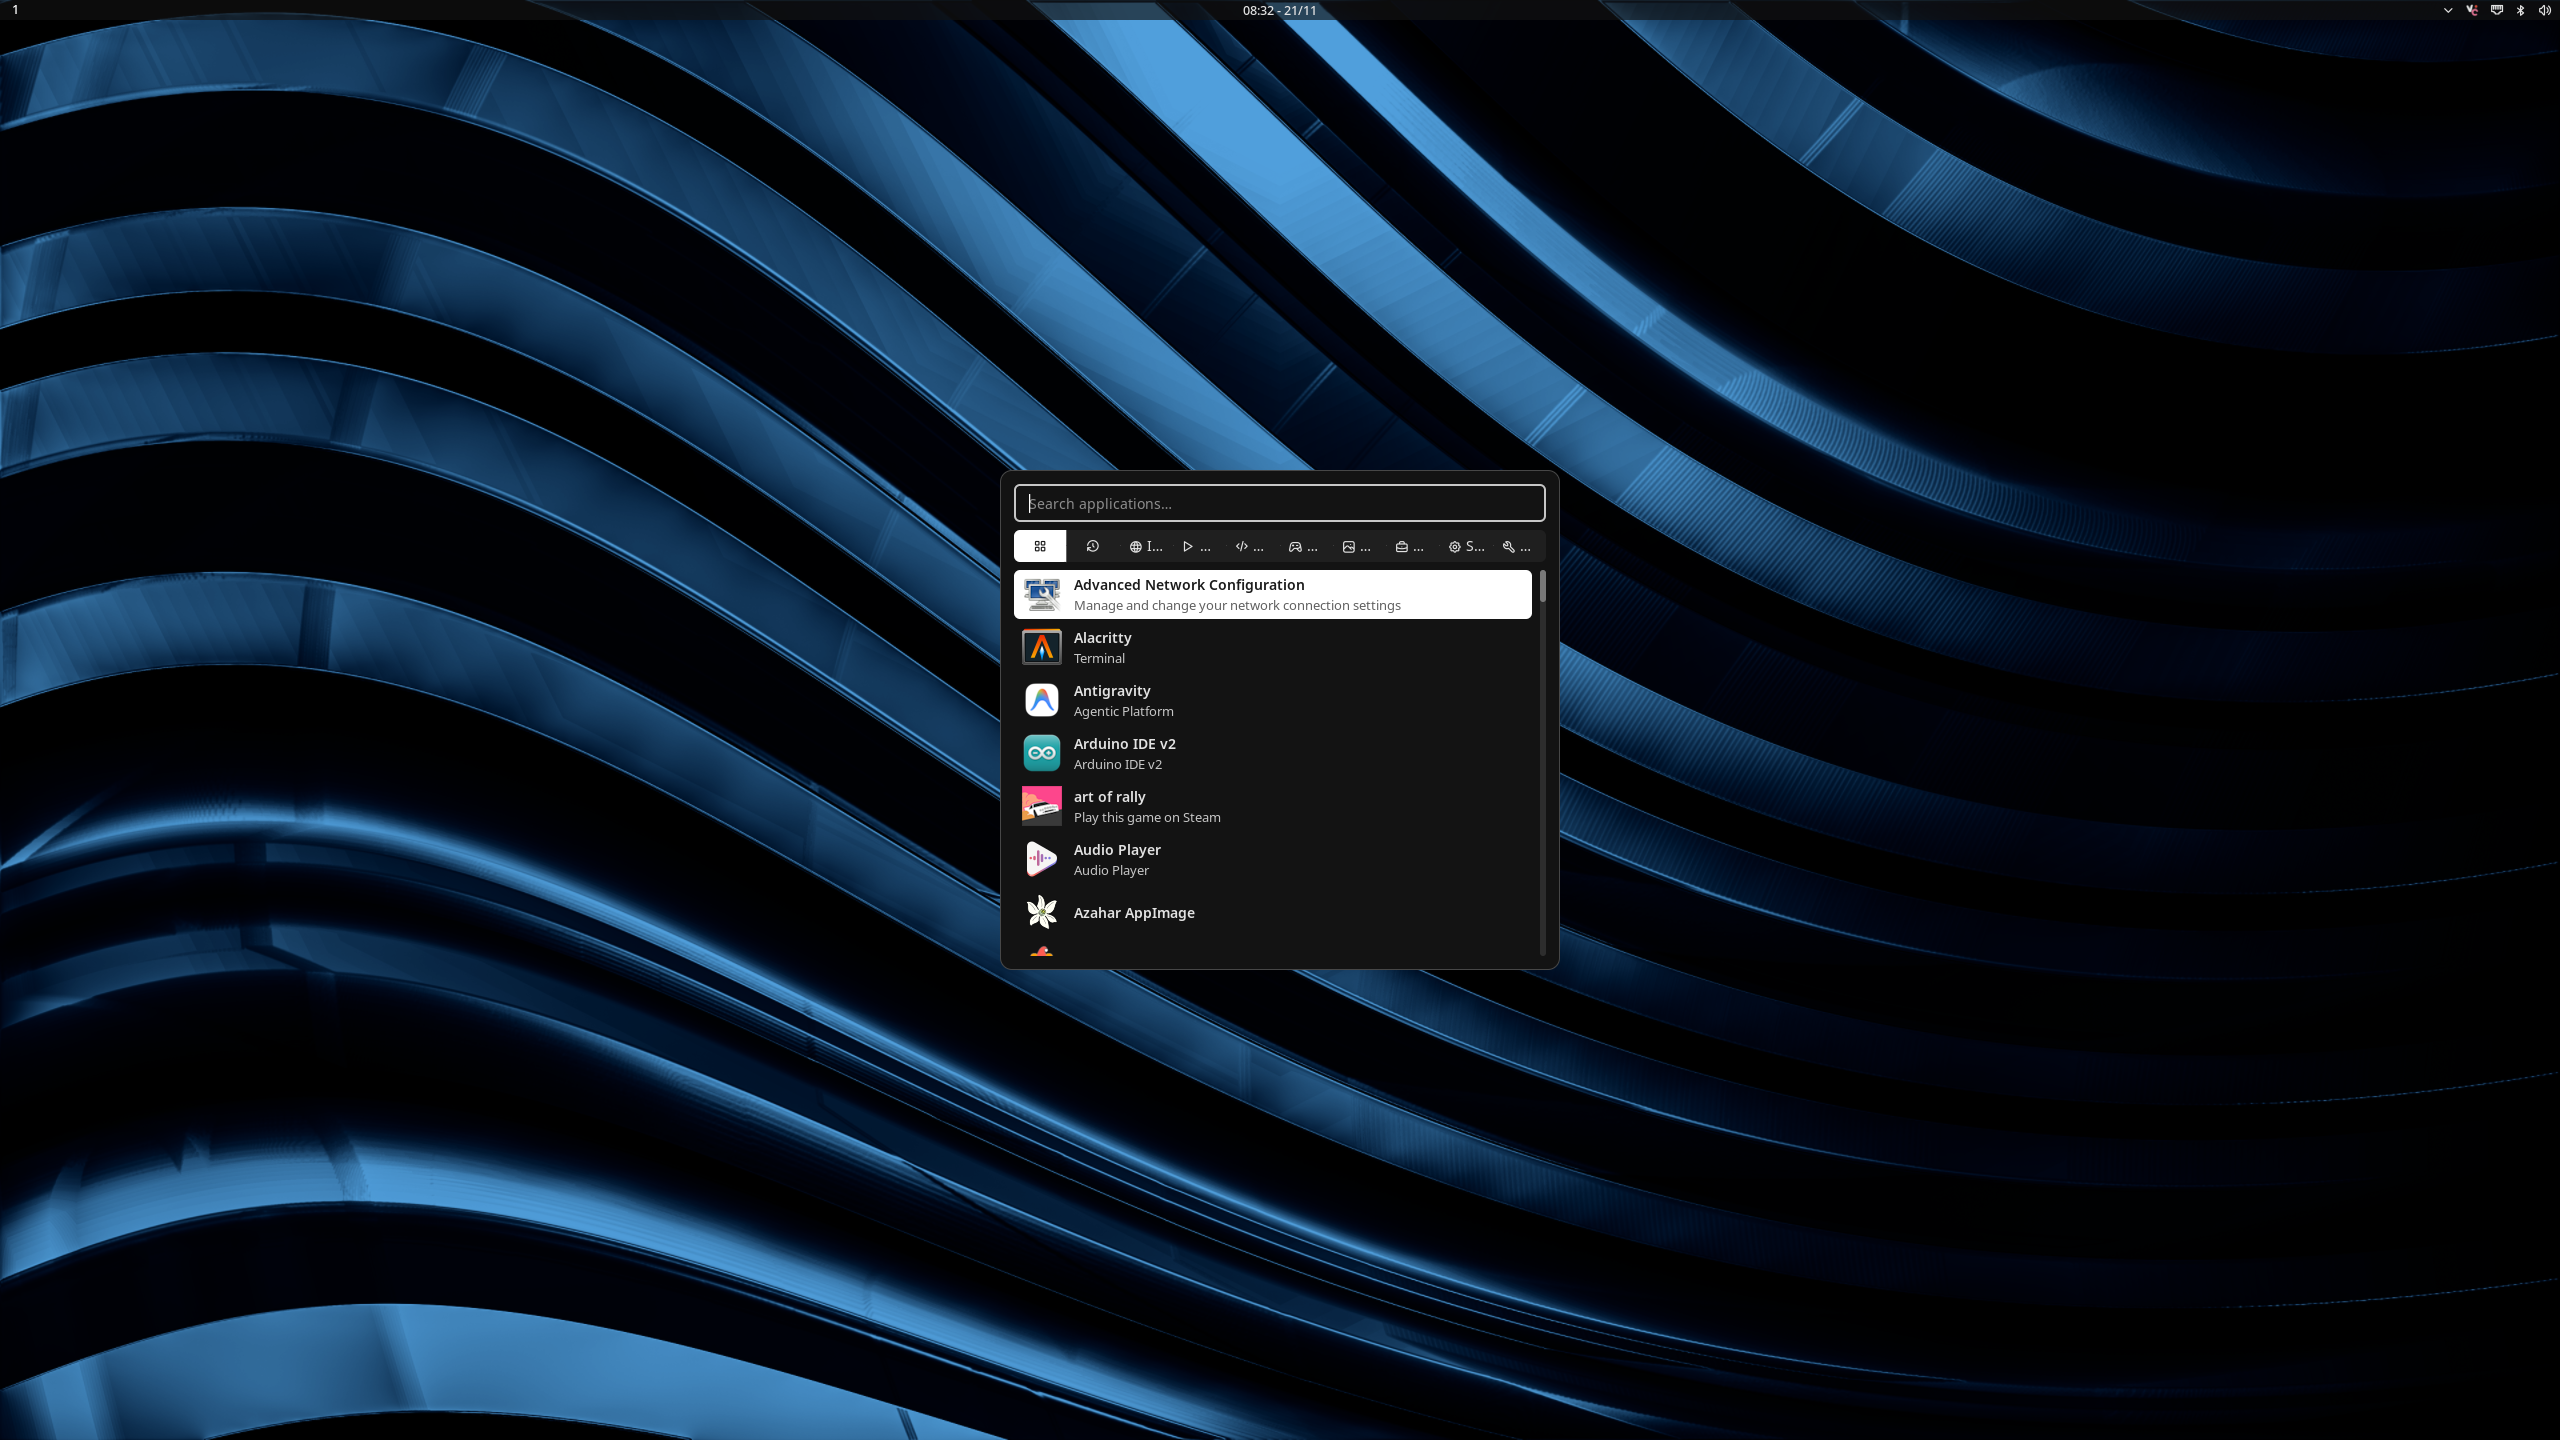 1
08:32 - 21/11
Search applications...
I... ... ... ... ... ... S... ...
Advanced Network Configuration
Manage and change your network connection settings
Alacritty
Terminal
Antigravity
Agentic Platform
Arduino IDE v2
Arduino IDE v2
art of rally
Play this game on Steam
Audio Player
Audio Player
Azahar AppImage